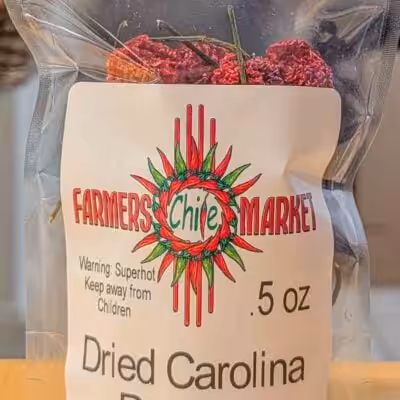 FARMERS Chile MARKET
Warning: Superhot
Keep away from
Children
.5 oz
Dried Carolina